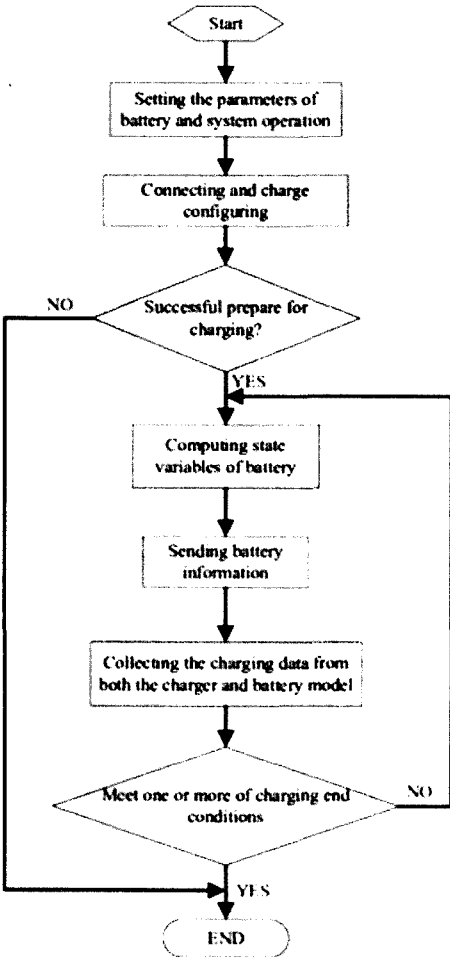 Start
Setting the parameters of
battery and system operation
Connecting and charge
configuring
Successful prepare for
charging?
NO
YES
Computing state
variables of battery
Sending battery
information
Collecting the charging data from
both the charger and battery model
Meet one or more of charging end
conditions
NO
YES
END